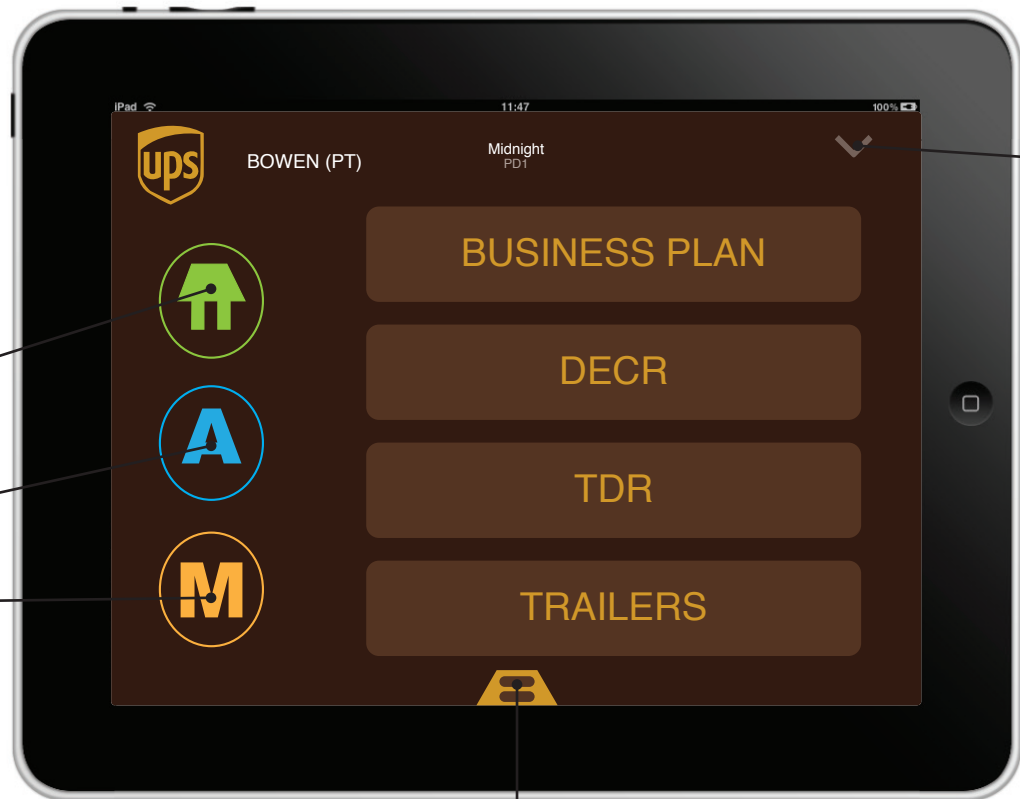 iPad 11:47 100%
ups BOWEN (PT) Midnight
PD1
BUSINESS PLAN
DECR
A
TDR
M
TRAILERS